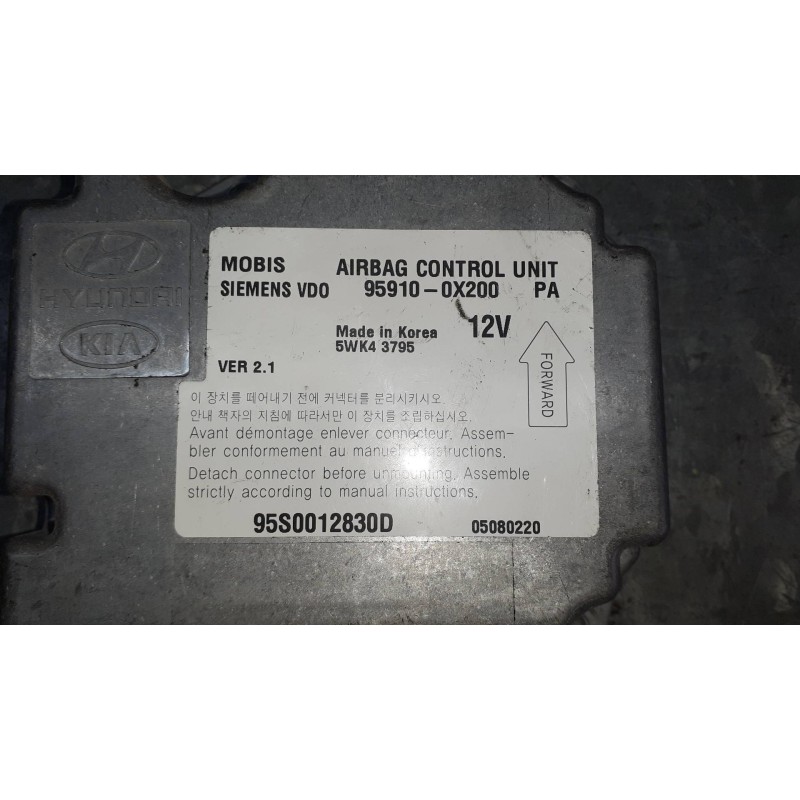 HYUNDAI
KIA
MOBIS AIRBAG CONTROL UNIT
SIEMENS VDO 95910-0X200 PA
Made in Korea 12V
5WK4 3795
VER 2.1
FORWARD
이 장치를 떼어내기 전에 커넥터를 분리시키시오.
안내 책자의 지침에 따라서만 이 장치를 조립하십시오.
Avant démontage enlever connecteur. Assem-
bler conformement au manuel d'instructions.
Detach connector before unmounting. Assemble
strictly according to manual instructions.
95S0012830D 05080220